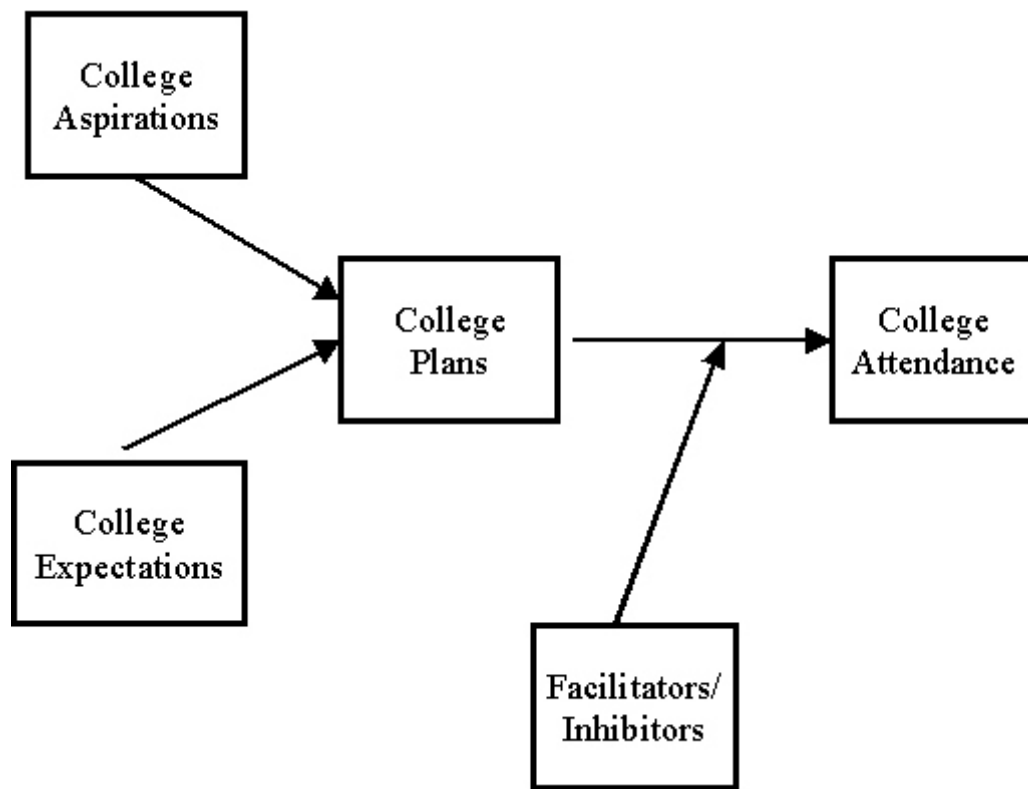 College
Aspirations
College
Plans
College
Attendance
College
Expectations
Facilitators/
Inhibitors